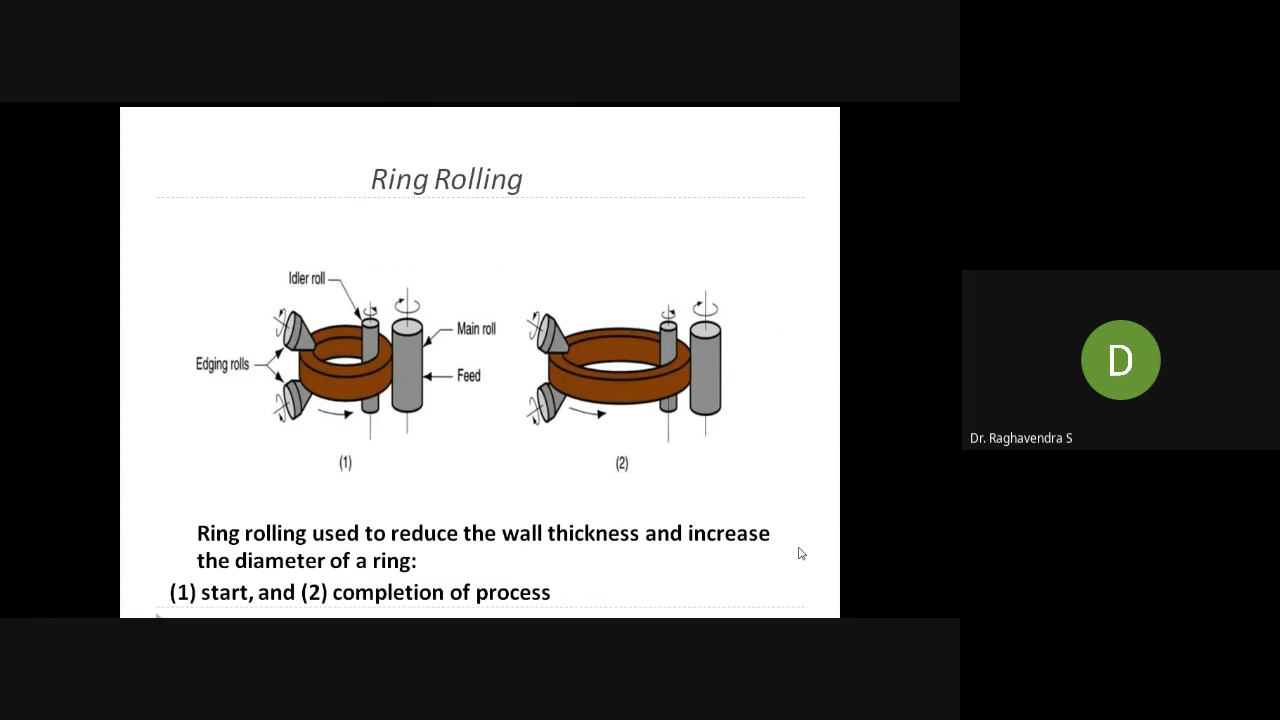 Ring Rolling
Idler roll
Main roll
Edging rolls
Feed
(1)
(2)
Ring rolling used to reduce the wall thickness and increase
the diameter of a ring:
(1) start, and (2) completion of process
D
Dr. Raghavendra S